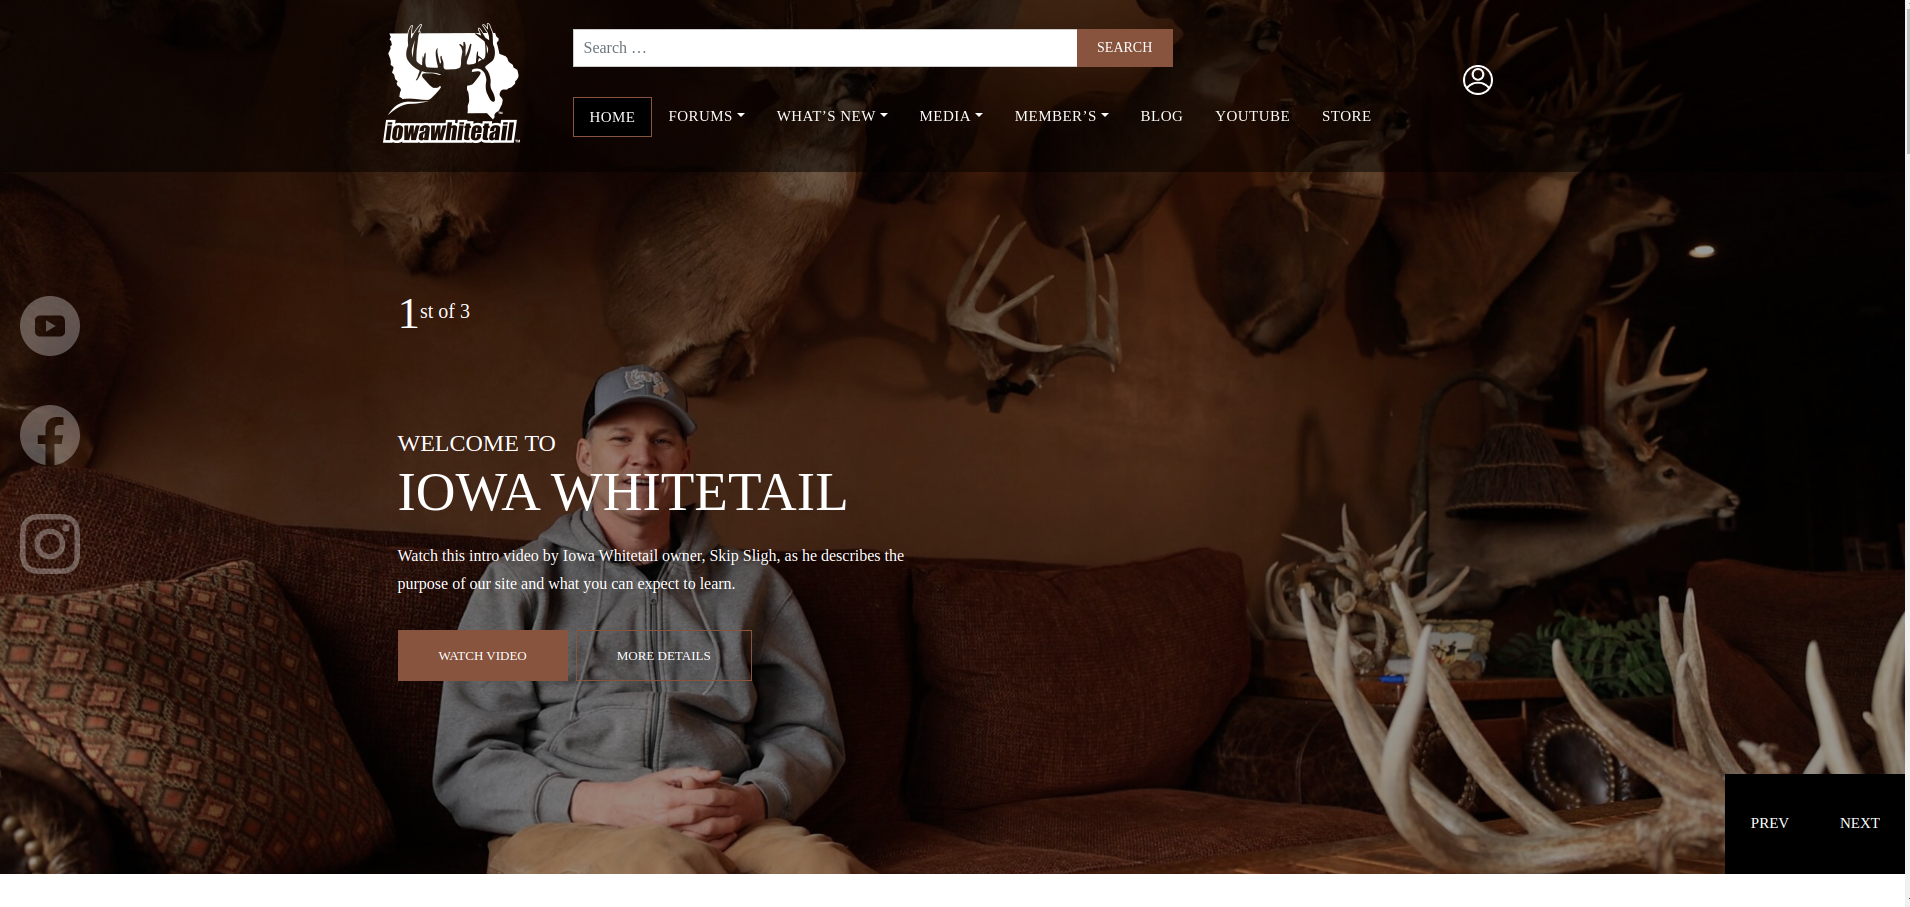 Search …
SEARCH
HOME
FORUMS
WHAT’S NEW
MEDIA
MEMBER’S
BLOG
YOUTUBE
STORE
iowawhitetail
1st of 3
WELCOME TO
IOWA WHITETAIL
Watch this intro video by Iowa Whitetail owner, Skip Sligh, as he describes the
purpose of our site and what you can expect to learn.
WATCH VIDEO
MORE DETAILS
PREV
NEXT